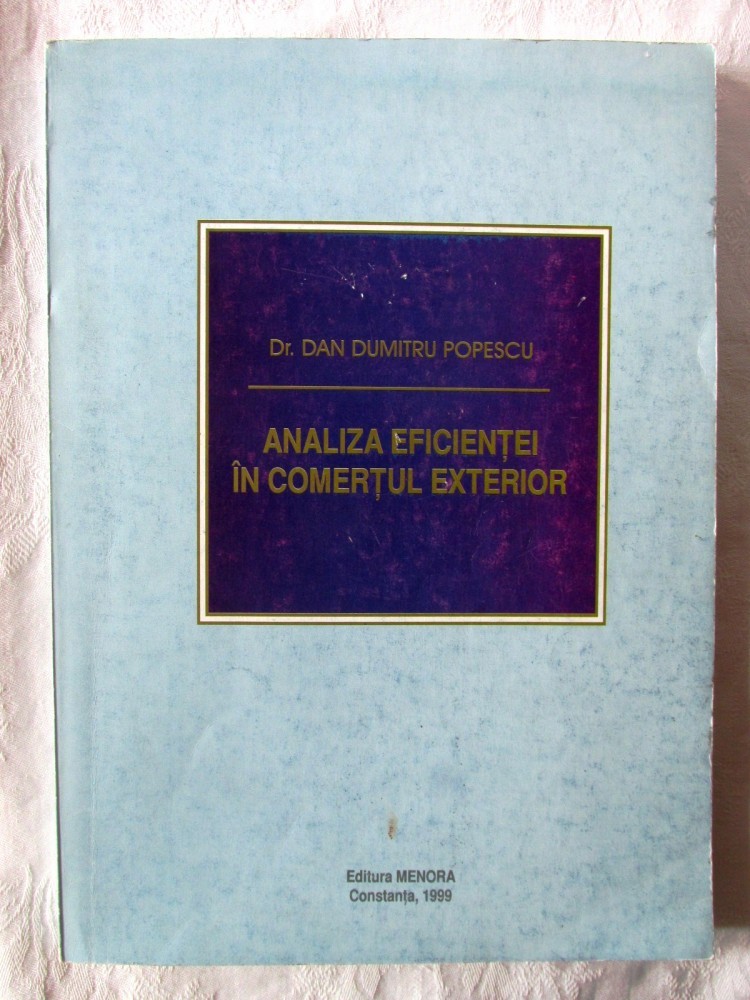 Dr. DAN DUMITRU POPESCU
ANALIZA EFICIENȚEI
ÎN COMERȚUL EXTERIOR
Editura MENORA
Constanța, 1999